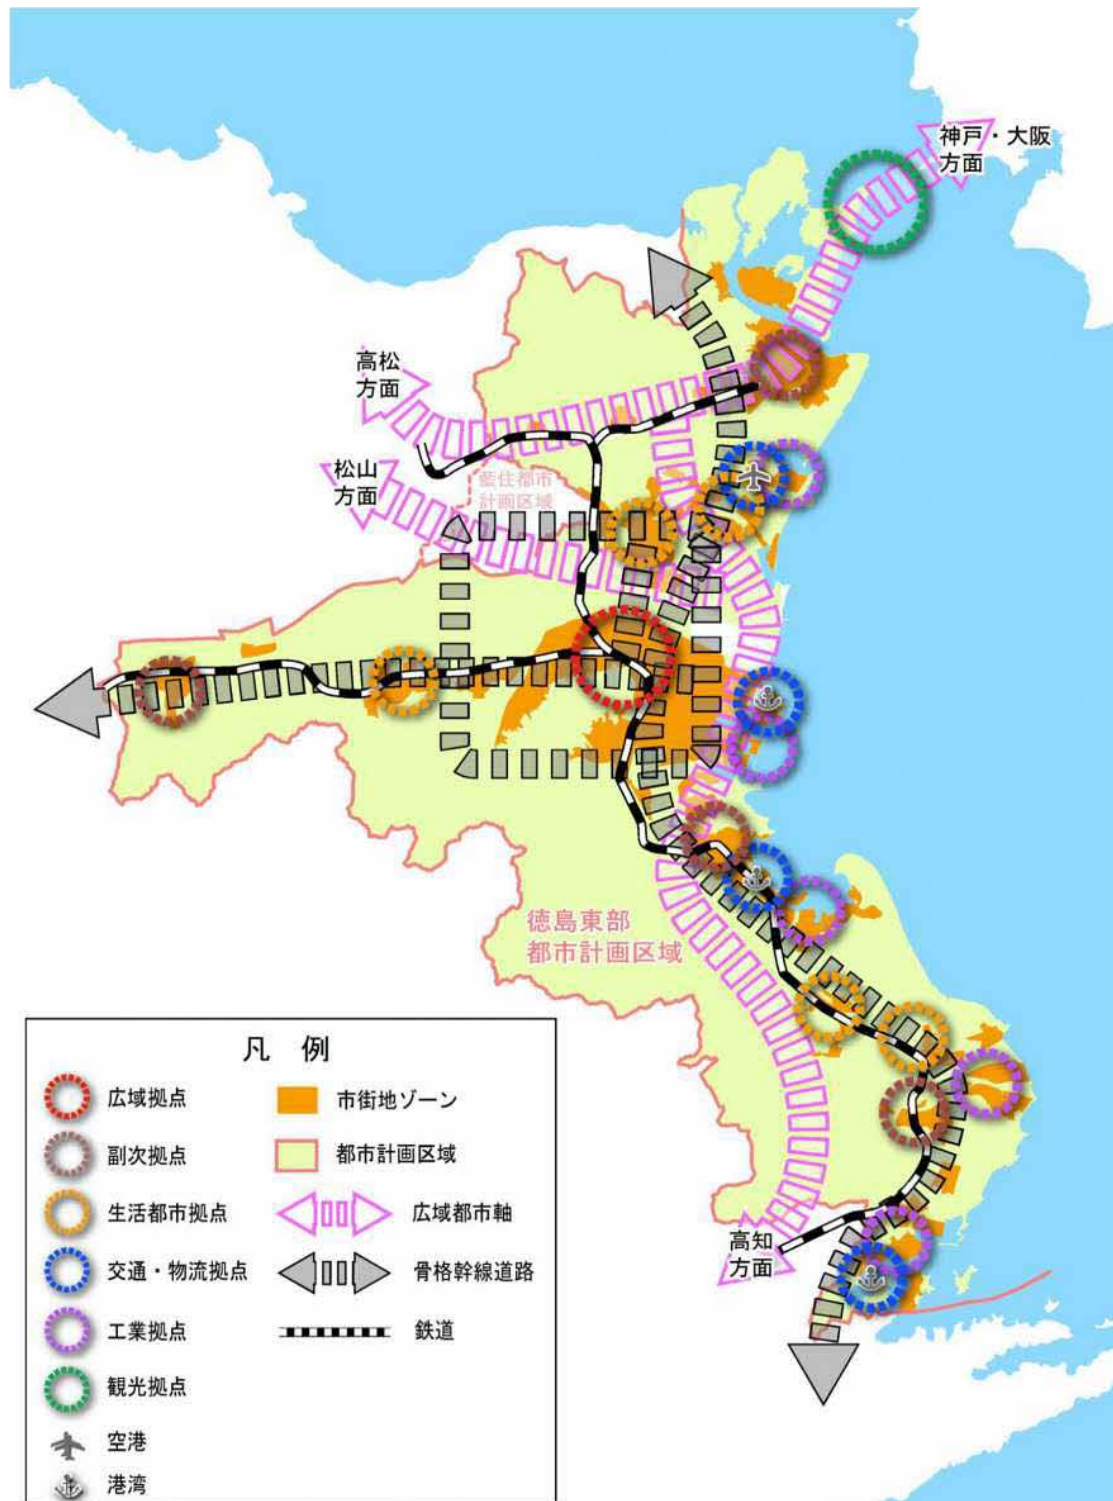 神戸・大阪
方面
高松
方面
松山
方面
藍住都市
計画区域
徳島東部
都市計画区域
高知
方面
凡 例
広域拠点
副次拠点
生活都市拠点
交通・物流拠点
工業拠点
観光拠点
空港
港湾
市街地ゾーン
都市計画区域
広域都市軸
骨格幹線道路
鉄道